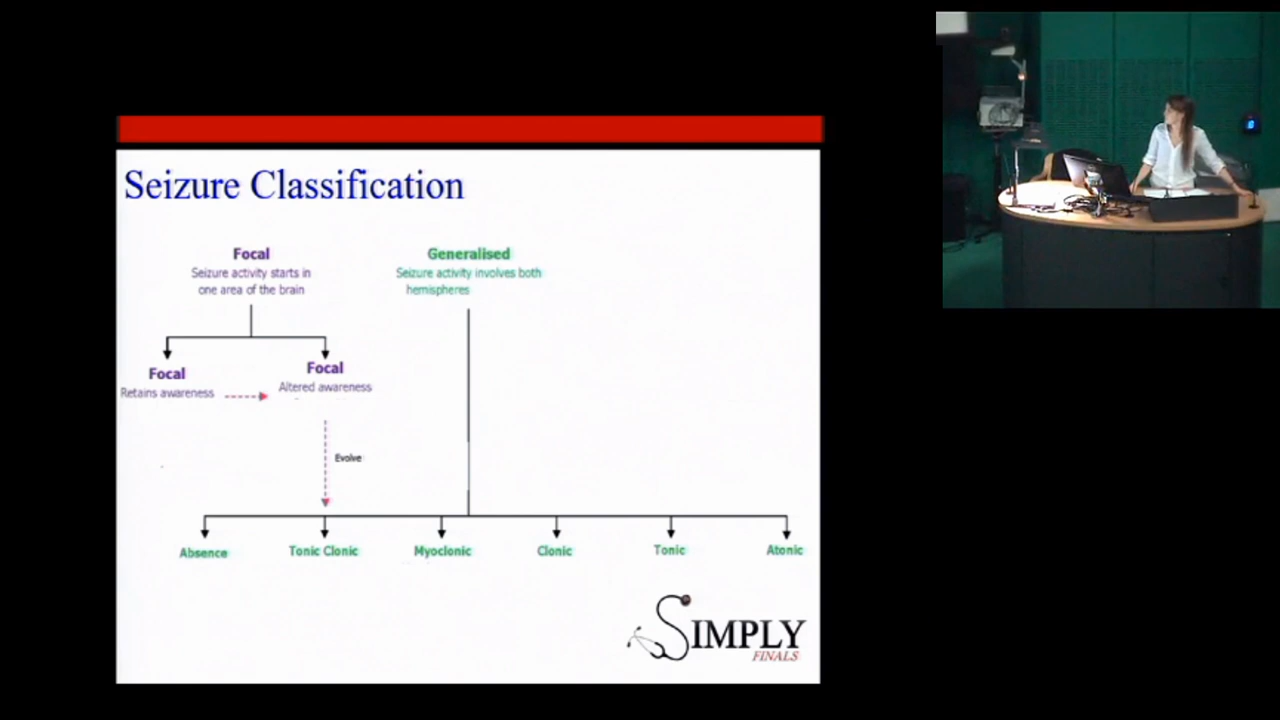 Seizure Classification
Focal
Seizure activity starts in
one area of the brain
Generalised
Seizure activity involves both
hemispheres
Focal
Retains awareness
Focal
Altered awareness
Evolve
Absence
Tonic Clonic
Myoclonic
Clonic
Tonic
Atonic
SIMPLY
FINALS